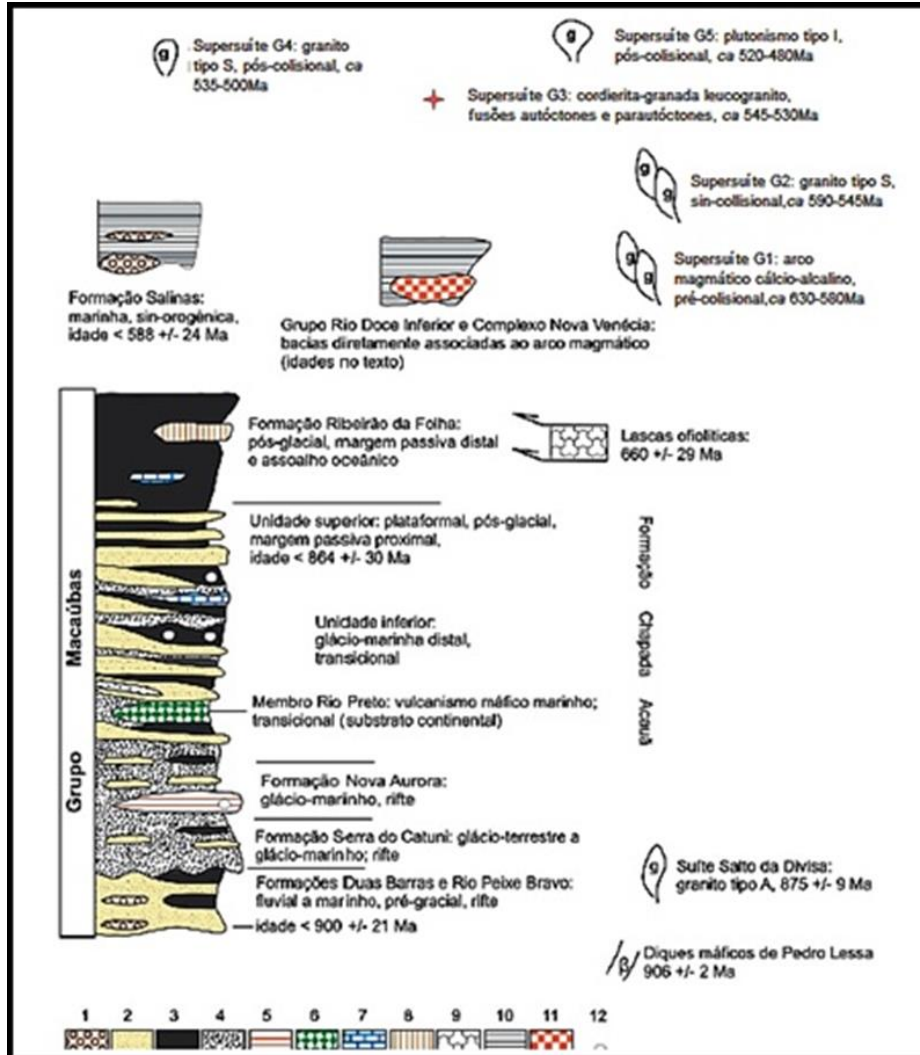 Supersuíte G4: granito
tipo S, pós-colisional, ca
535-500Ma
Supersuíte G5: plutonismo tipo I,
pós-colisional, ca 520-480Ma
Supersuíte G3: cordierita-granada leucogranito,
fusões autóctones e parautóctones, ca 545-530Ma
Supersuíte G2: granito tipo S,
sin-collisional,ca 590-545Ma
Supersuíte G1: arco
magmático cálcio-alcalino,
pré-colisional,ca 630-580Ma
Formação Salinas:
marinha, sin-orogênica,
idade < 588 +/- 24 Ma
Grupo Rio Doce Inferior e Complexo Nova Venécia:
bacias diretamente associadas ao arco magmático
(idades no texto)
Formação Ribeirão da Folha:
pós-glacial, margem passiva distal
e assoalho oceânico
Lascas ofiolíticas:
660 +/- 29 Ma
Unidade superior: plataformal, pós-glacial,
margem passiva proximal,
idade < 864 +/- 30 Ma
Unidade inferior:
glácio-marinha distal,
transicional
Membro Rio Preto: vulcanismo máfico marinho;
transicional (substrato continental)
Formação Chapada Acauã
Formação Nova Aurora:
glácio-marinho, rifte
Formação Serra do Catuni: glácio-terrestre a
glácio-marinho; rifte
Formações Duas Barras e Rio Peixe Bravo:
fluvial a marinho, pré-gracial, rifte
idade < 900 +/- 21 Ma
Grupo Macaúbas
Suíte Salto da Divisa:
granito tipo A, 875 +/- 9 Ma
Diques máficos de Pedro Lessa
906 +/- 2 Ma
g
g
g
g
g
g
g
β
1 2 3 4 5 6 7 8 9 10 11 12